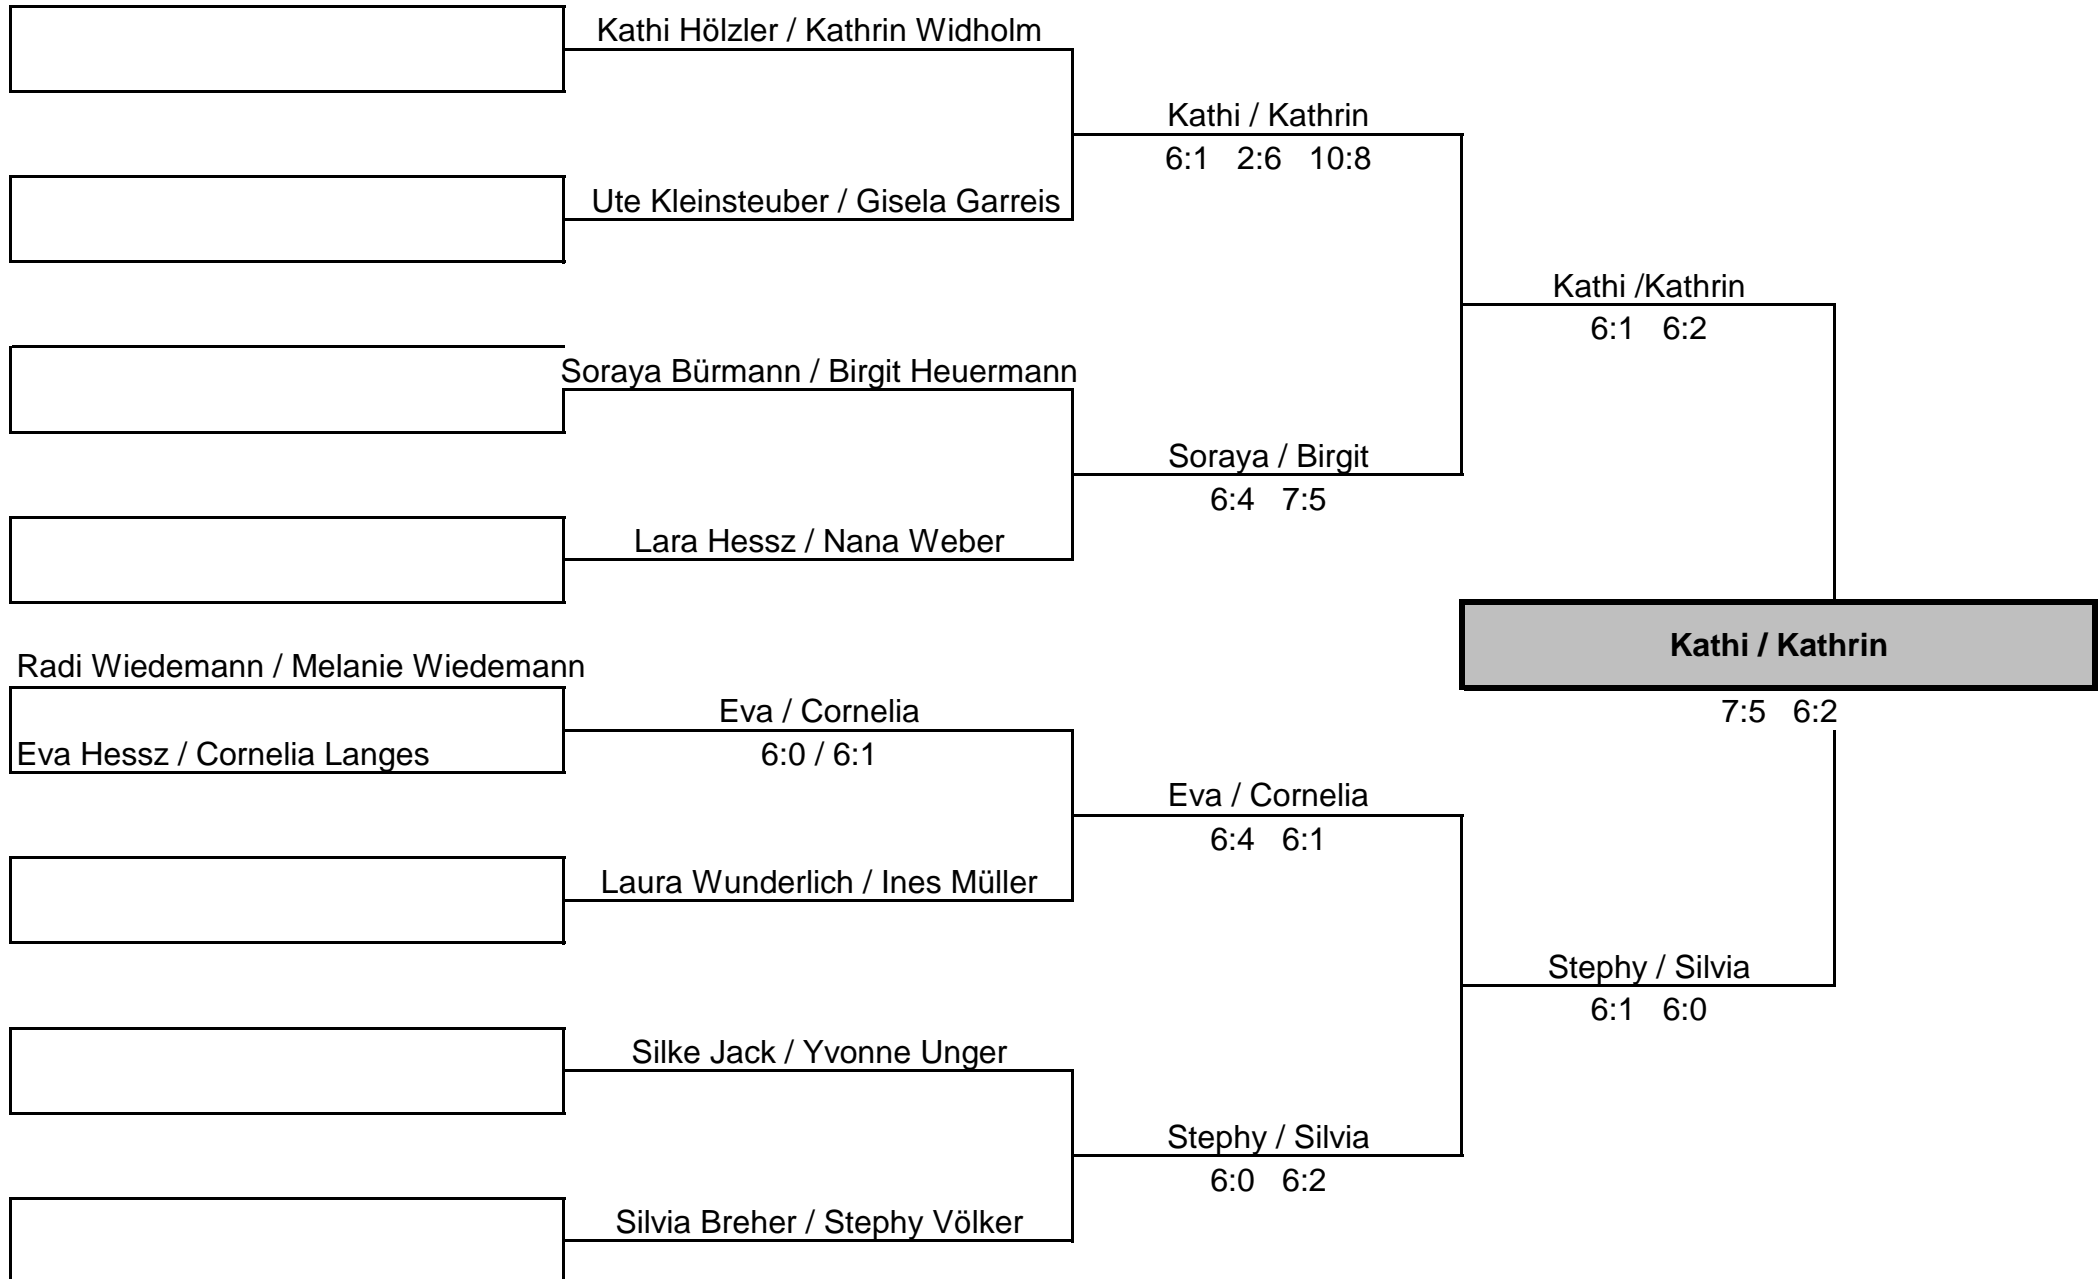 Kathi Hölzler / Kathrin Widholm
Kathi / Kathrin
6:1 2:6 10:8
Ute Kleinsteuber / Gisela Garreis
Kathi /Kathrin
6:1 6:2
Soraya Bürmann / Birgit Heuermann
Soraya / Birgit
6:4 7:5
Lara Hessz / Nana Weber
Kathi / Kathrin
7:5 6:2
Radi Wiedemann / Melanie Wiedemann
Eva / Cornelia
Eva Hessz / Cornelia Langes
6:0 / 6:1
Eva / Cornelia
6:4 6:1
Laura Wunderlich / Ines Müller
Stephy / Silvia
6:1 6:0
Silke Jack / Yvonne Unger
Stephy / Silvia
6:0 6:2
Silvia Breher / Stephy Völker